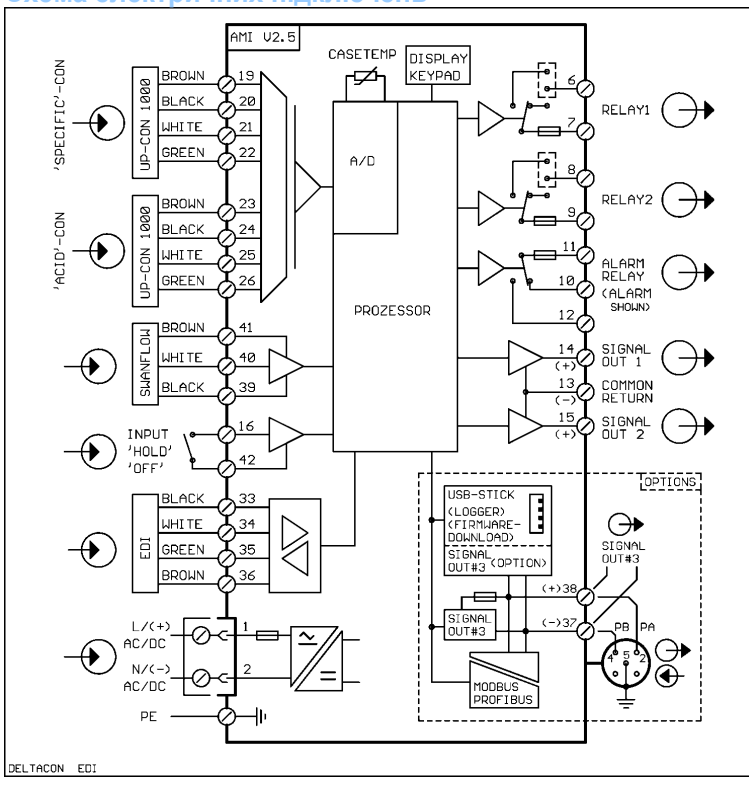 Схема електричних підключень
AMI V2.5
CASETEMP
DISPLAY
KEYPAD
'SPECIFIC'-CON
UP-CON 1000
BROWN 19
BLACK 20
WHITE 21
GREEN 22
A/D
6
7
RELAY1
'ACID'-CON
UP-CON 1000
BROWN 23
BLACK 24
WHITE 25
GREEN 26
8
9
RELAY2
PROZESSOR
11
10
12
ALARM
RELAY
(ALARM
SHOWN)
SWANFLOW
BROWN 41
WHITE 40
BLACK 39
14
(+)
SIGNAL
OUT 1
13
(-)
COMMON
RETURN
15
(+)
SIGNAL
OUT 2
INPUT
'HOLD'
'OFF'
16
42
EDI
BLACK 33
WHITE 34
GREEN 35
BROWN 36
OPTIONS
USB-STICK
(LOGGER)
(FIRMWARE-
DOWNLOAD)
SIGNAL
OUT#3 (OPTION)
SIGNAL
OUT#3
(+)38
SIGNAL
OUT#3
(-)37
PB PA
4 5 2
MODBUS
PROFIBUS
L/(+)
AC/DC
1
N/(-)
AC/DC
2
PE
DELTACON EDI